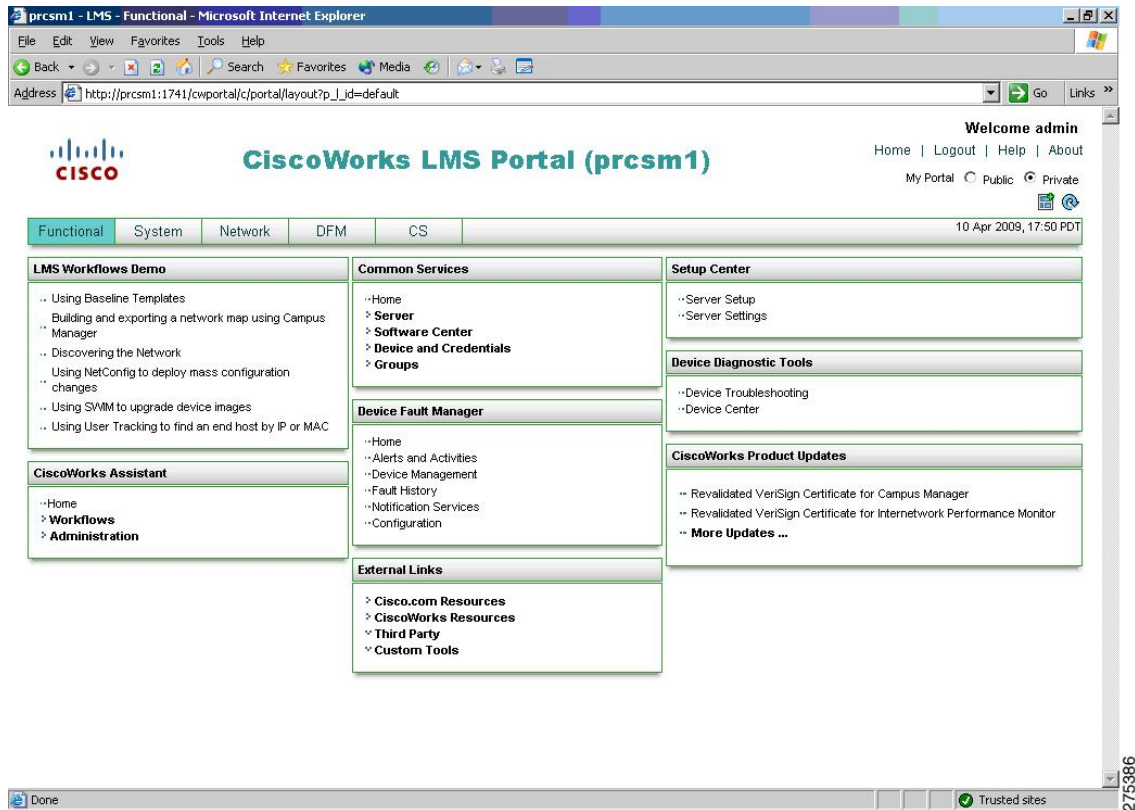 prcsm1 - LMS - Functional - Microsoft Internet Explorer
File Edit View Favorites Tools Help
Back Search Favorites Media
Address http://prcsm1:1741/cwportal/c/portal/layout?p_l_id=default Go Links »
Welcome admin
Home | Logout | Help | About
CISCO
CiscoWorks LMS Portal (prcsm1)
My Portal Public Private
Functional System Network DFM CS
10 Apr 2009, 17:50 PDT
LMS Workflows Demo
Using Baseline Templates
Building and exporting a network map using Campus
Manager
Discovering the Network
Using NetConfig to deploy mass configuration
changes
Using SWIM to upgrade device images
Using User Tracking to find an end host by IP or MAC
CiscoWorks Assistant
Home
Workflows
Administration
Common Services
Home
Server
Software Center
Device and Credentials
Groups
Device Fault Manager
Home
Alerts and Activities
Device Management
Fault History
Notification Services
Configuration
External Links
Cisco.com Resources
CiscoWorks Resources
Third Party
Custom Tools
Setup Center
Server Setup
Server Settings
Device Diagnostic Tools
Device Troubleshooting
Device Center
CiscoWorks Product Updates
Revalidated VeriSign Certificate for Campus Manager
Revalidated VeriSign Certificate for Internetwork Performance Monitor
More Updates ...
Done
Trusted sites
275386